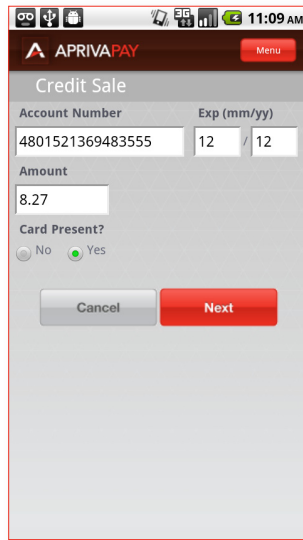 3G 11:09 AM
APRIVAPAY Menu
Credit Sale
Account Number Exp (mm/yy)
4801521369483555 12 / 12
Amount
8.27
Card Present?
No Yes
Cancel Next